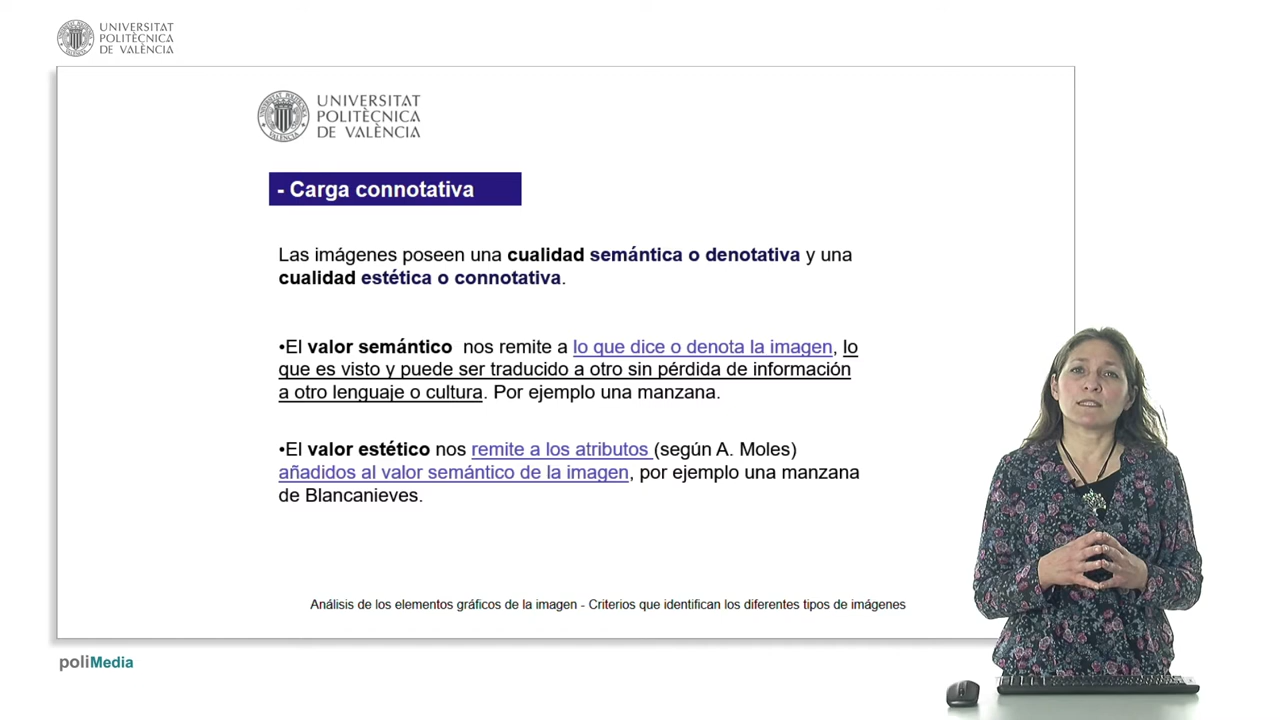 UNIVERSITAT
POLITÈCNICA
DE VALÈNCIA
UNIVERSITAT
POLITÈCNICA
DE VALÈNCIA
- Carga connotativa
Las imágenes poseen una cualidad semántica o denotativa y una
cualidad estética o connotativa.
•El valor semántico nos remite a lo que dice o denota la imagen, lo
que es visto y puede ser traducido a otro sin pérdida de información
a otro lenguaje o cultura. Por ejemplo una manzana.
•El valor estético nos remite a los atributos (según A. Moles)
añadidos al valor semántico de la imagen, por ejemplo una manzana
de Blancanieves.
Análisis de los elementos gráficos de la imagen - Criterios que identifican los diferentes tipos de imágenes
poliMedia